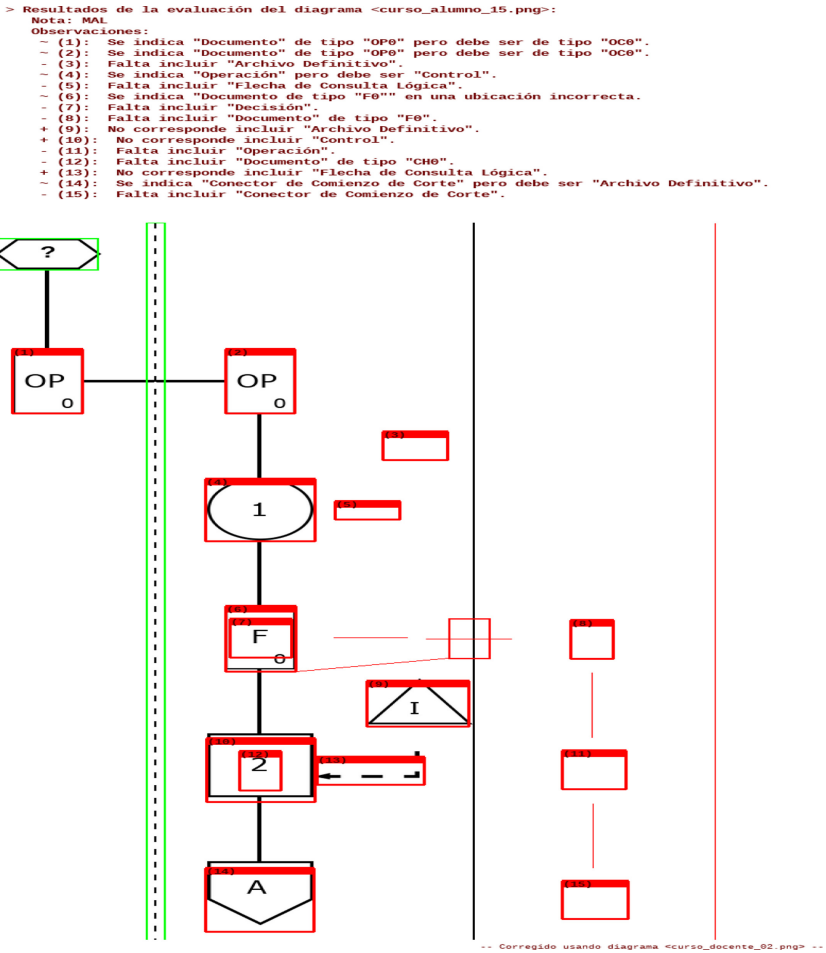 > Resultados de la evaluación del diagrama <curso_alumno_15.png>:
Nota: MAL
Observaciones:
~ (1): Se indica "Documento" de tipo "OP0" pero debe ser de tipo "OC0".
~ (2): Se indica "Documento" de tipo "OP0" pero debe ser de tipo "OC0".
- (3): Falta incluir "Archivo Definitivo".
~ (4): Se indica "Operación" pero debe ser "Control".
- (5): Falta incluir "Flecha de Consulta Lógica".
~ (6): Se indica "Documento de tipo "F0"" en una ubicación incorrecta.
- (7): Falta incluir "Decisión".
- (8): Falta incluir "Documento" de tipo "F0".
+ (9): No corresponde incluir "Archivo Definitivo".
+ (10): No corresponde incluir "Control".
- (11): Falta incluir "Operación".
- (12): Falta incluir "Documento" de tipo "CH0".
+ (13): No corresponde incluir "Flecha de Consulta Lógica".
~ (14): Se indica "Conector de Comienzo de Corte" pero debe ser "Archivo Definitivo".
- (15): Falta incluir "Conector de Comienzo de Corte".
?
(1) (2)
OP OP
0 0
(3)
(4)
(5)
1
(6)
(7) (8)
F
0
(9)
I
(10)
(12) (13) (11)
2
(14)
A
(15)
-- Corregido usando diagrama <curso_docente_02.png> --